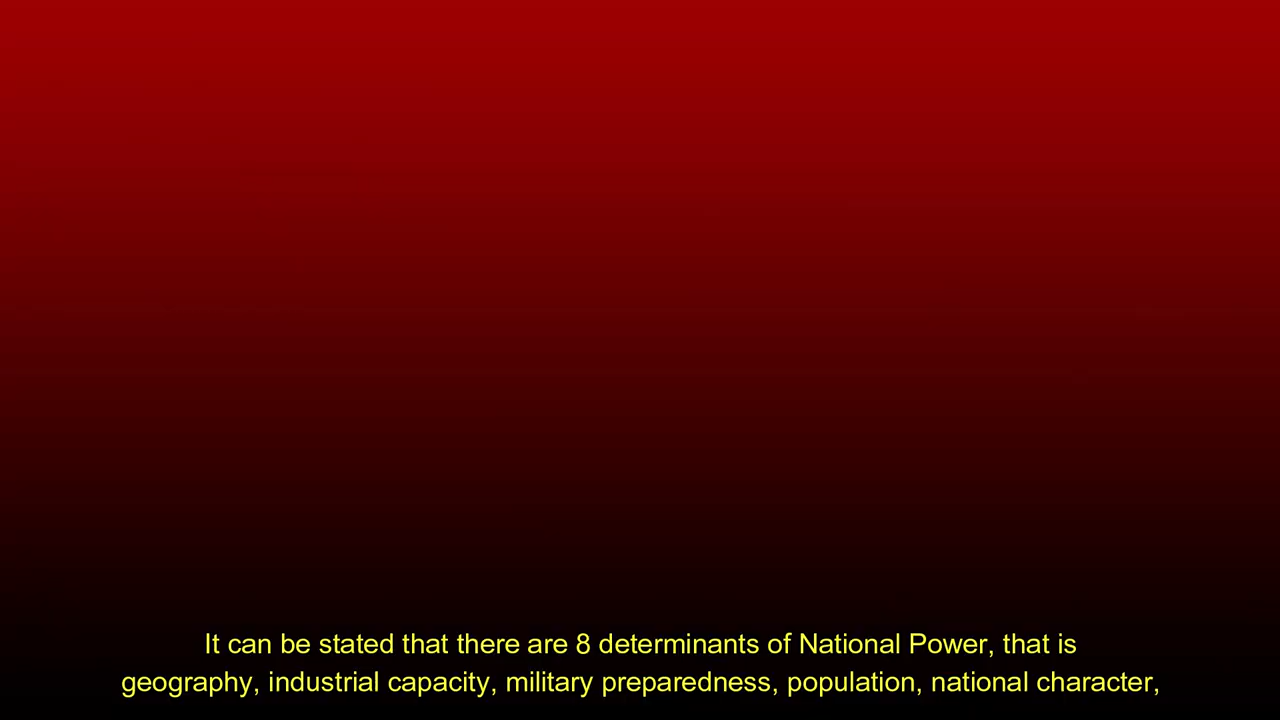 It can be stated that there are 8 determinants of National Power, that is
geography, industrial capacity, military preparedness, population, national character,